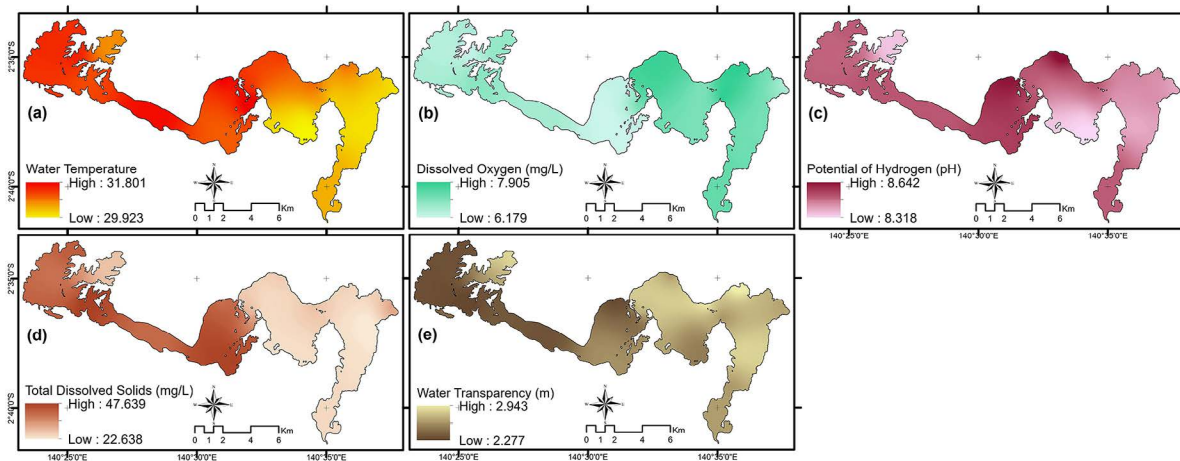 2°35'0"S
2°40'0"S
(a)
Water Temperature
High : 31.801
Low : 29.923
N
W E
S
0 1 2 4 6
Km
(b)
Dissolved Oxygen (mg/L)
High : 7.905
Low : 6.179
N
W E
S
0 1 2 4 6
Km
(c)
Potential of Hydrogen (pH)
High : 8.642
Low : 8.318
N
W E
S
0 1 2 4 6
Km
140°25'0"E 140°30'0"E 140°35'0"E
2°35'0"S
2°40'0"S
(d)
Total Dissolved Solids (mg/L)
High : 47.639
Low : 22.638
N
W E
S
0 1 2 4 6
Km
140°25'0"E 140°30'0"E 140°35'0"E
(e)
Water Transparency (m)
High : 2.943
Low : 2.277
N
W E
S
0 1 2 4 6
Km
140°25'0"E 140°30'0"E 140°35'0"E